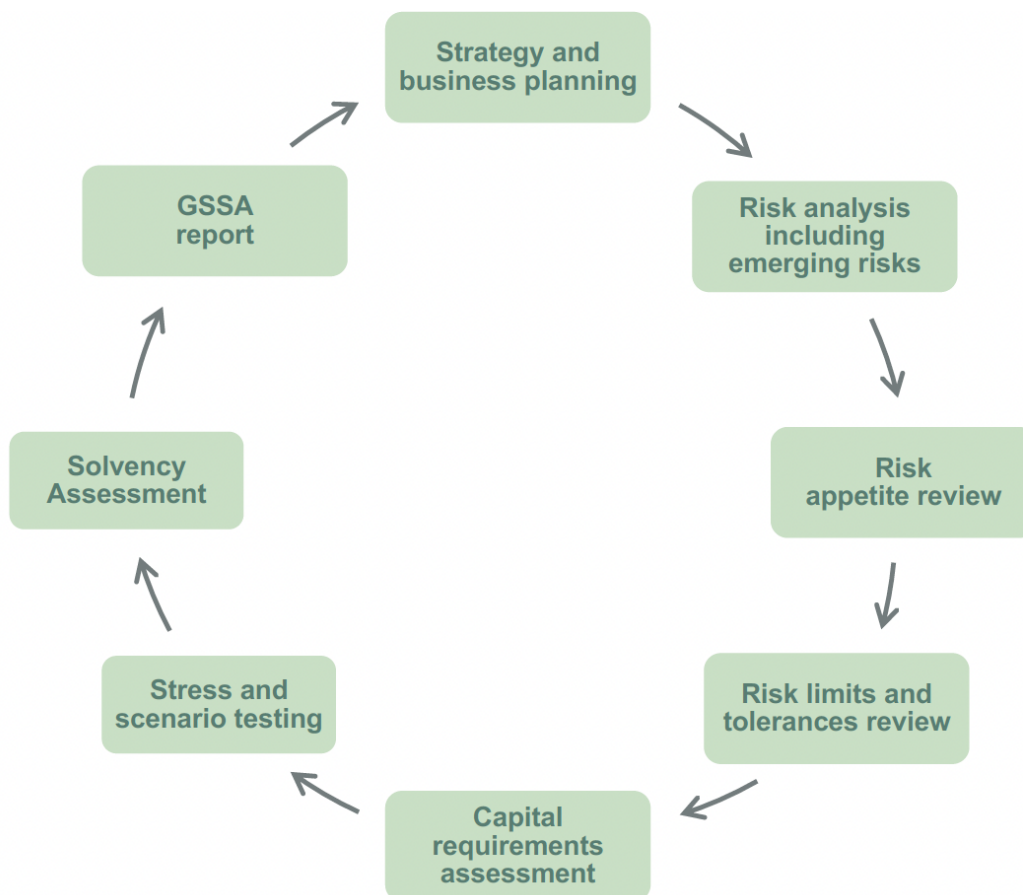 Strategy and
business planning
Risk analysis
including
emerging risks
Risk
appetite review
Risk limits and
tolerances review
Capital
requirements
assessment
Stress and
scenario testing
Solvency
Assessment
GSSA
report